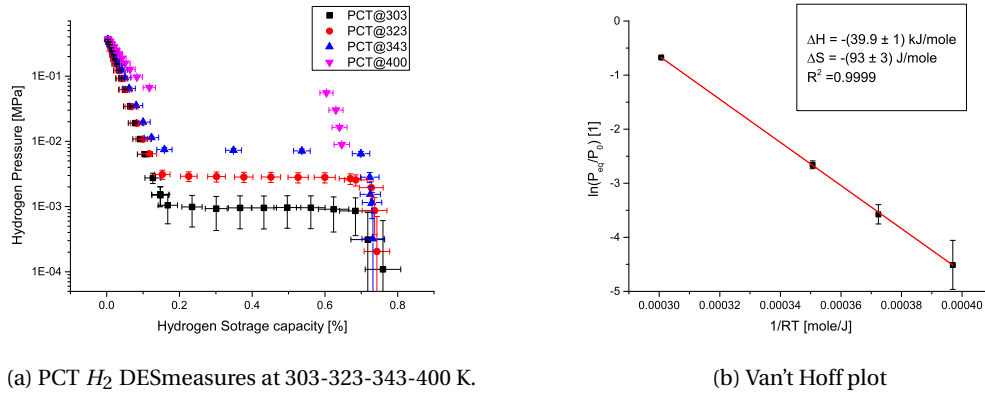 (a)
PCT@303
PCT@323
PCT@343
PCT@400
1E-01
1E-02
1E-03
1E-04
Hydrogen Pressure [MPa]
0.0 0.2 0.4 0.6 0.8
Hydrogen Sotrage capacity [%]
(a) PCT H₂ DESmeasures at 303-323-343-400 K.
(b)
ΔH = -(39.9 ± 1) kJ/mole
ΔS = -(93 ± 3) J/mole
R² =0.9999
0
-1
-2
-3
-4
-5
ln(P_eq/P_0) [1]
0.00030 0.00032 0.00034 0.00036 0.00038 0.00040
1/RT [mole/J]
(b) Van't Hoff plot